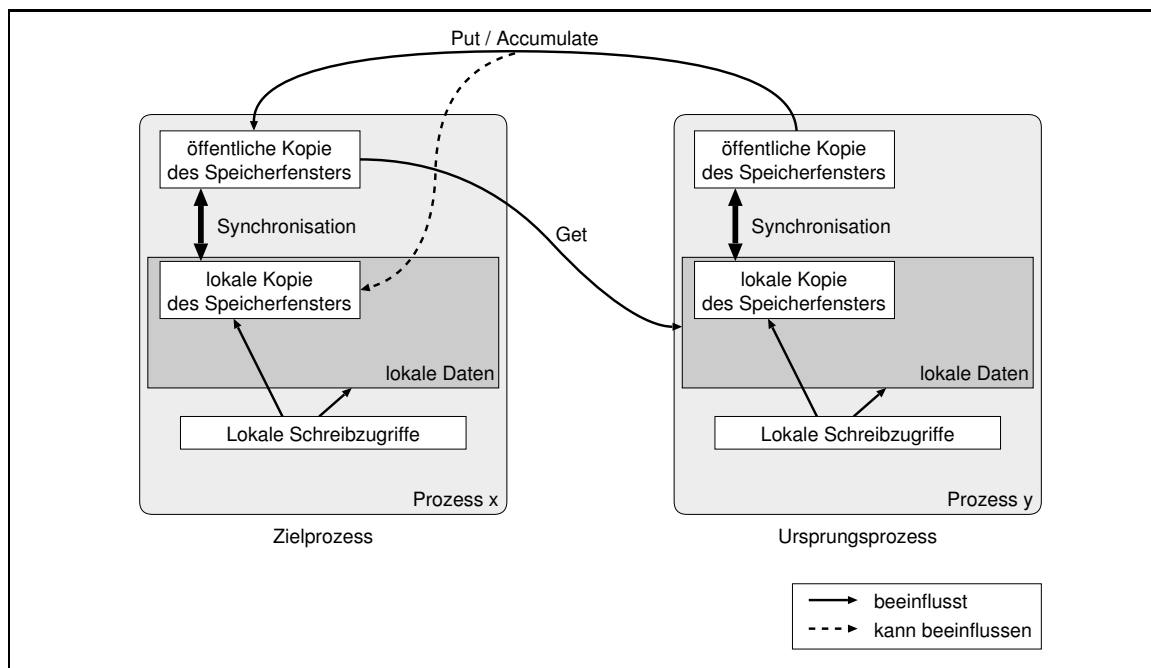 Put / Accumulate
öffentliche Kopie
des Speicherfensters
Synchronisation
lokale Kopie
des Speicherfensters
lokale Daten
Lokale Schreibzugriffe
Prozess x
Zielprozess
Get
öffentliche Kopie
des Speicherfensters
Synchronisation
lokale Kopie
des Speicherfensters
lokale Daten
Lokale Schreibzugriffe
Prozess y
Ursprungsprozess
beeinflusst
kann beeinflussen